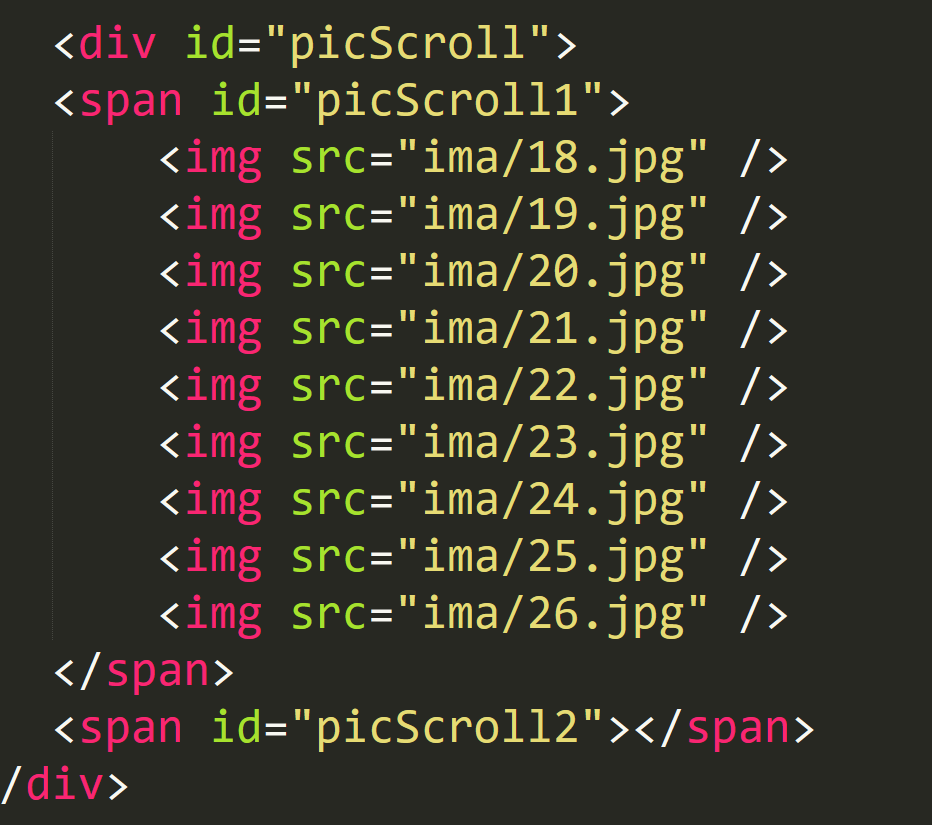 <div id="picScroll">
<span id="picScroll1">
<img src="ima/18.jpg" />
<img src="ima/19.jpg" />
<img src="ima/20.jpg" />
<img src="ima/21.jpg" />
<img src="ima/22.jpg" />
<img src="ima/23.jpg" />
<img src="ima/24.jpg" />
<img src="ima/25.jpg" />
<img src="ima/26.jpg" />
</span>
<span id="picScroll2"></span>
/div>